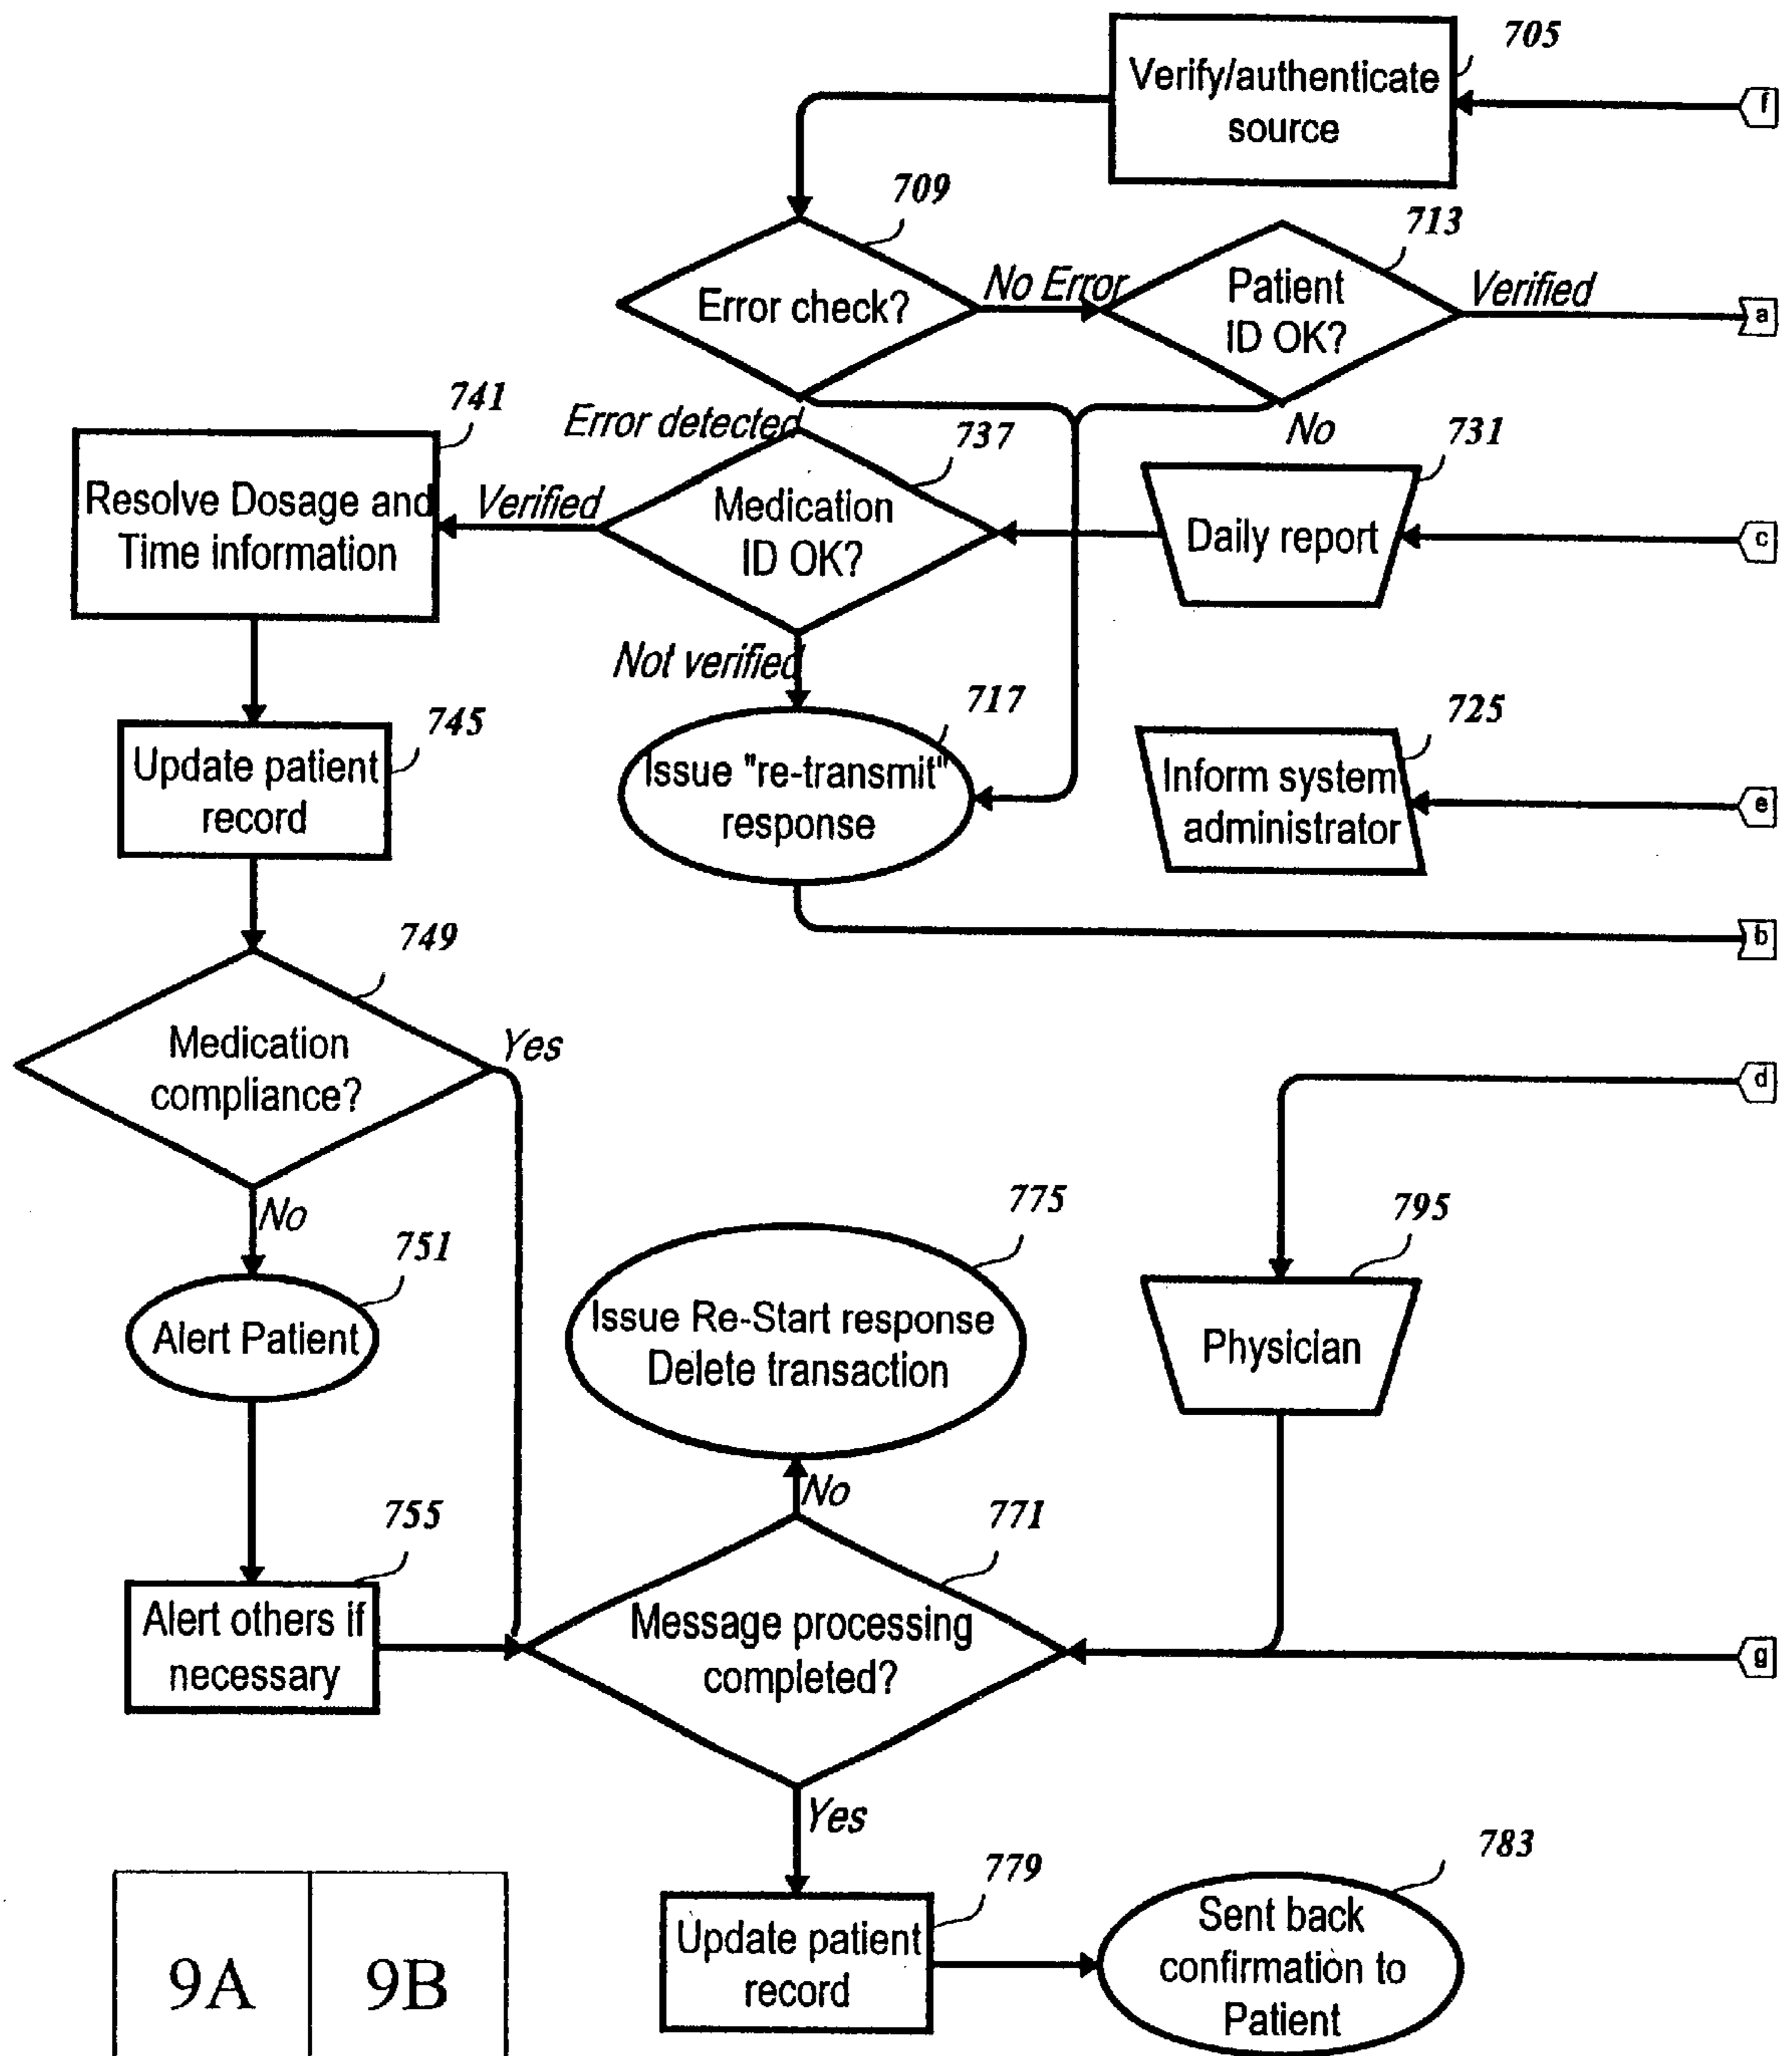 705
Verify/authenticate
source
f
709
713
Error check?
No Error
Patient
ID OK?
Verified
a
741
Error detected
737
No
731
Resolve Dosage and
Time information
Verified
Medication
ID OK?
Daily report
c
Not verified
745
717
725
Update patient
record
Issue "re-transmit"
response
Inform system
administrator
e
b
749
Medication
compliance?
Yes
d
No
775
795
751
Alert Patient
Issue Re-Start response
Delete transaction
Physician
No
755
771
Alert others if
necessary
Message processing
completed?
g
Yes
783
779
Update patient
record
Sent back
confirmation to
Patient
9A
9B